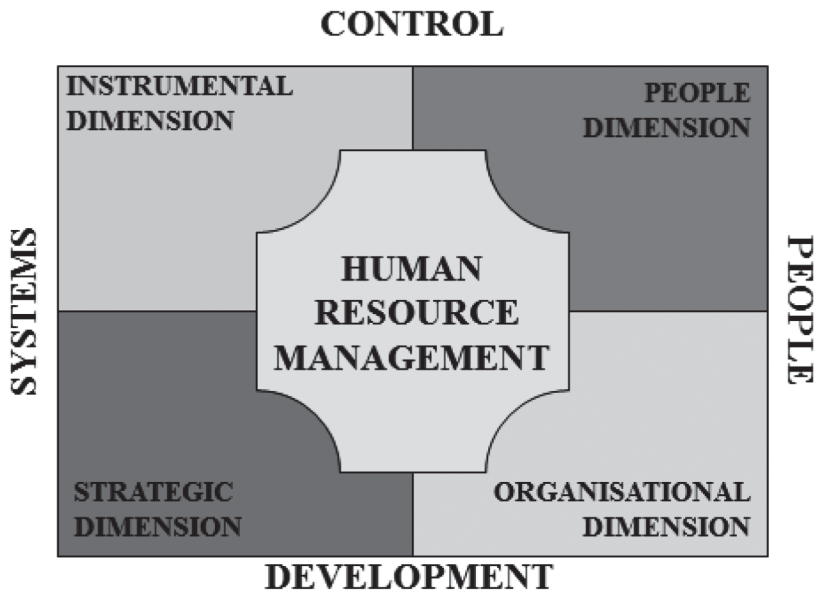 CONTROL
INSTRUMENTAL
DIMENSION
PEOPLE
DIMENSION
SYSTEMS
HUMAN
RESOURCE
MANAGEMENT
PEOPLE
STRATEGIC
DIMENSION
ORGANISATIONAL
DIMENSION
DEVELOPMENT